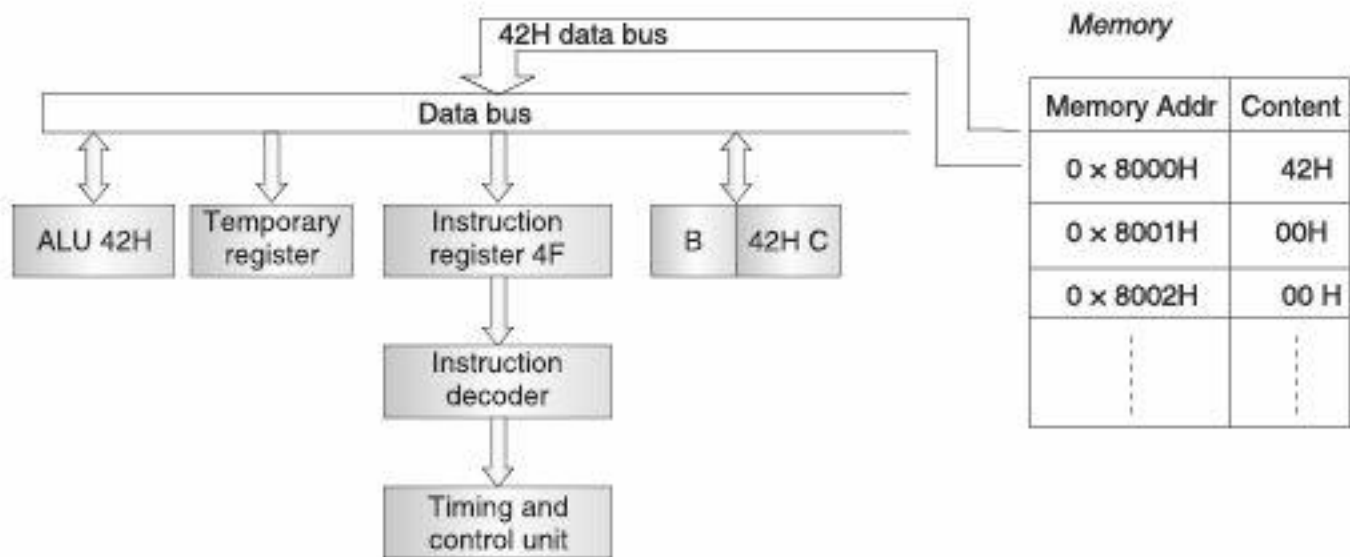 42H data bus
Memory
Data bus
Memory Addr Content
0 × 8000H 42H
0 × 8001H 00H
0 × 8002H 00 H
ALU 42H
Temporary
register
Instruction
register 4F
B 42H C
Instruction
decoder
Timing and
control unit